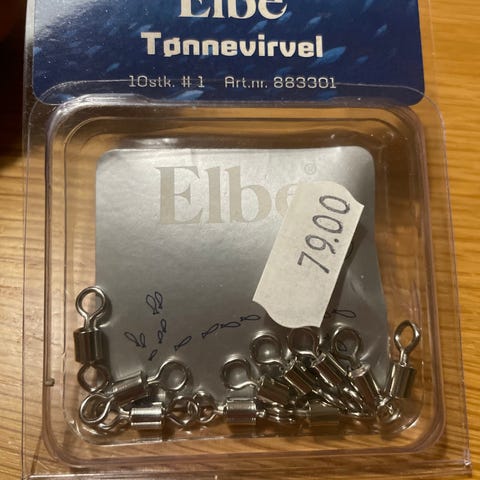 Elbe
Tønnevirvel
10stk. #1 Art.nr. 883301
Elbe®
79.00